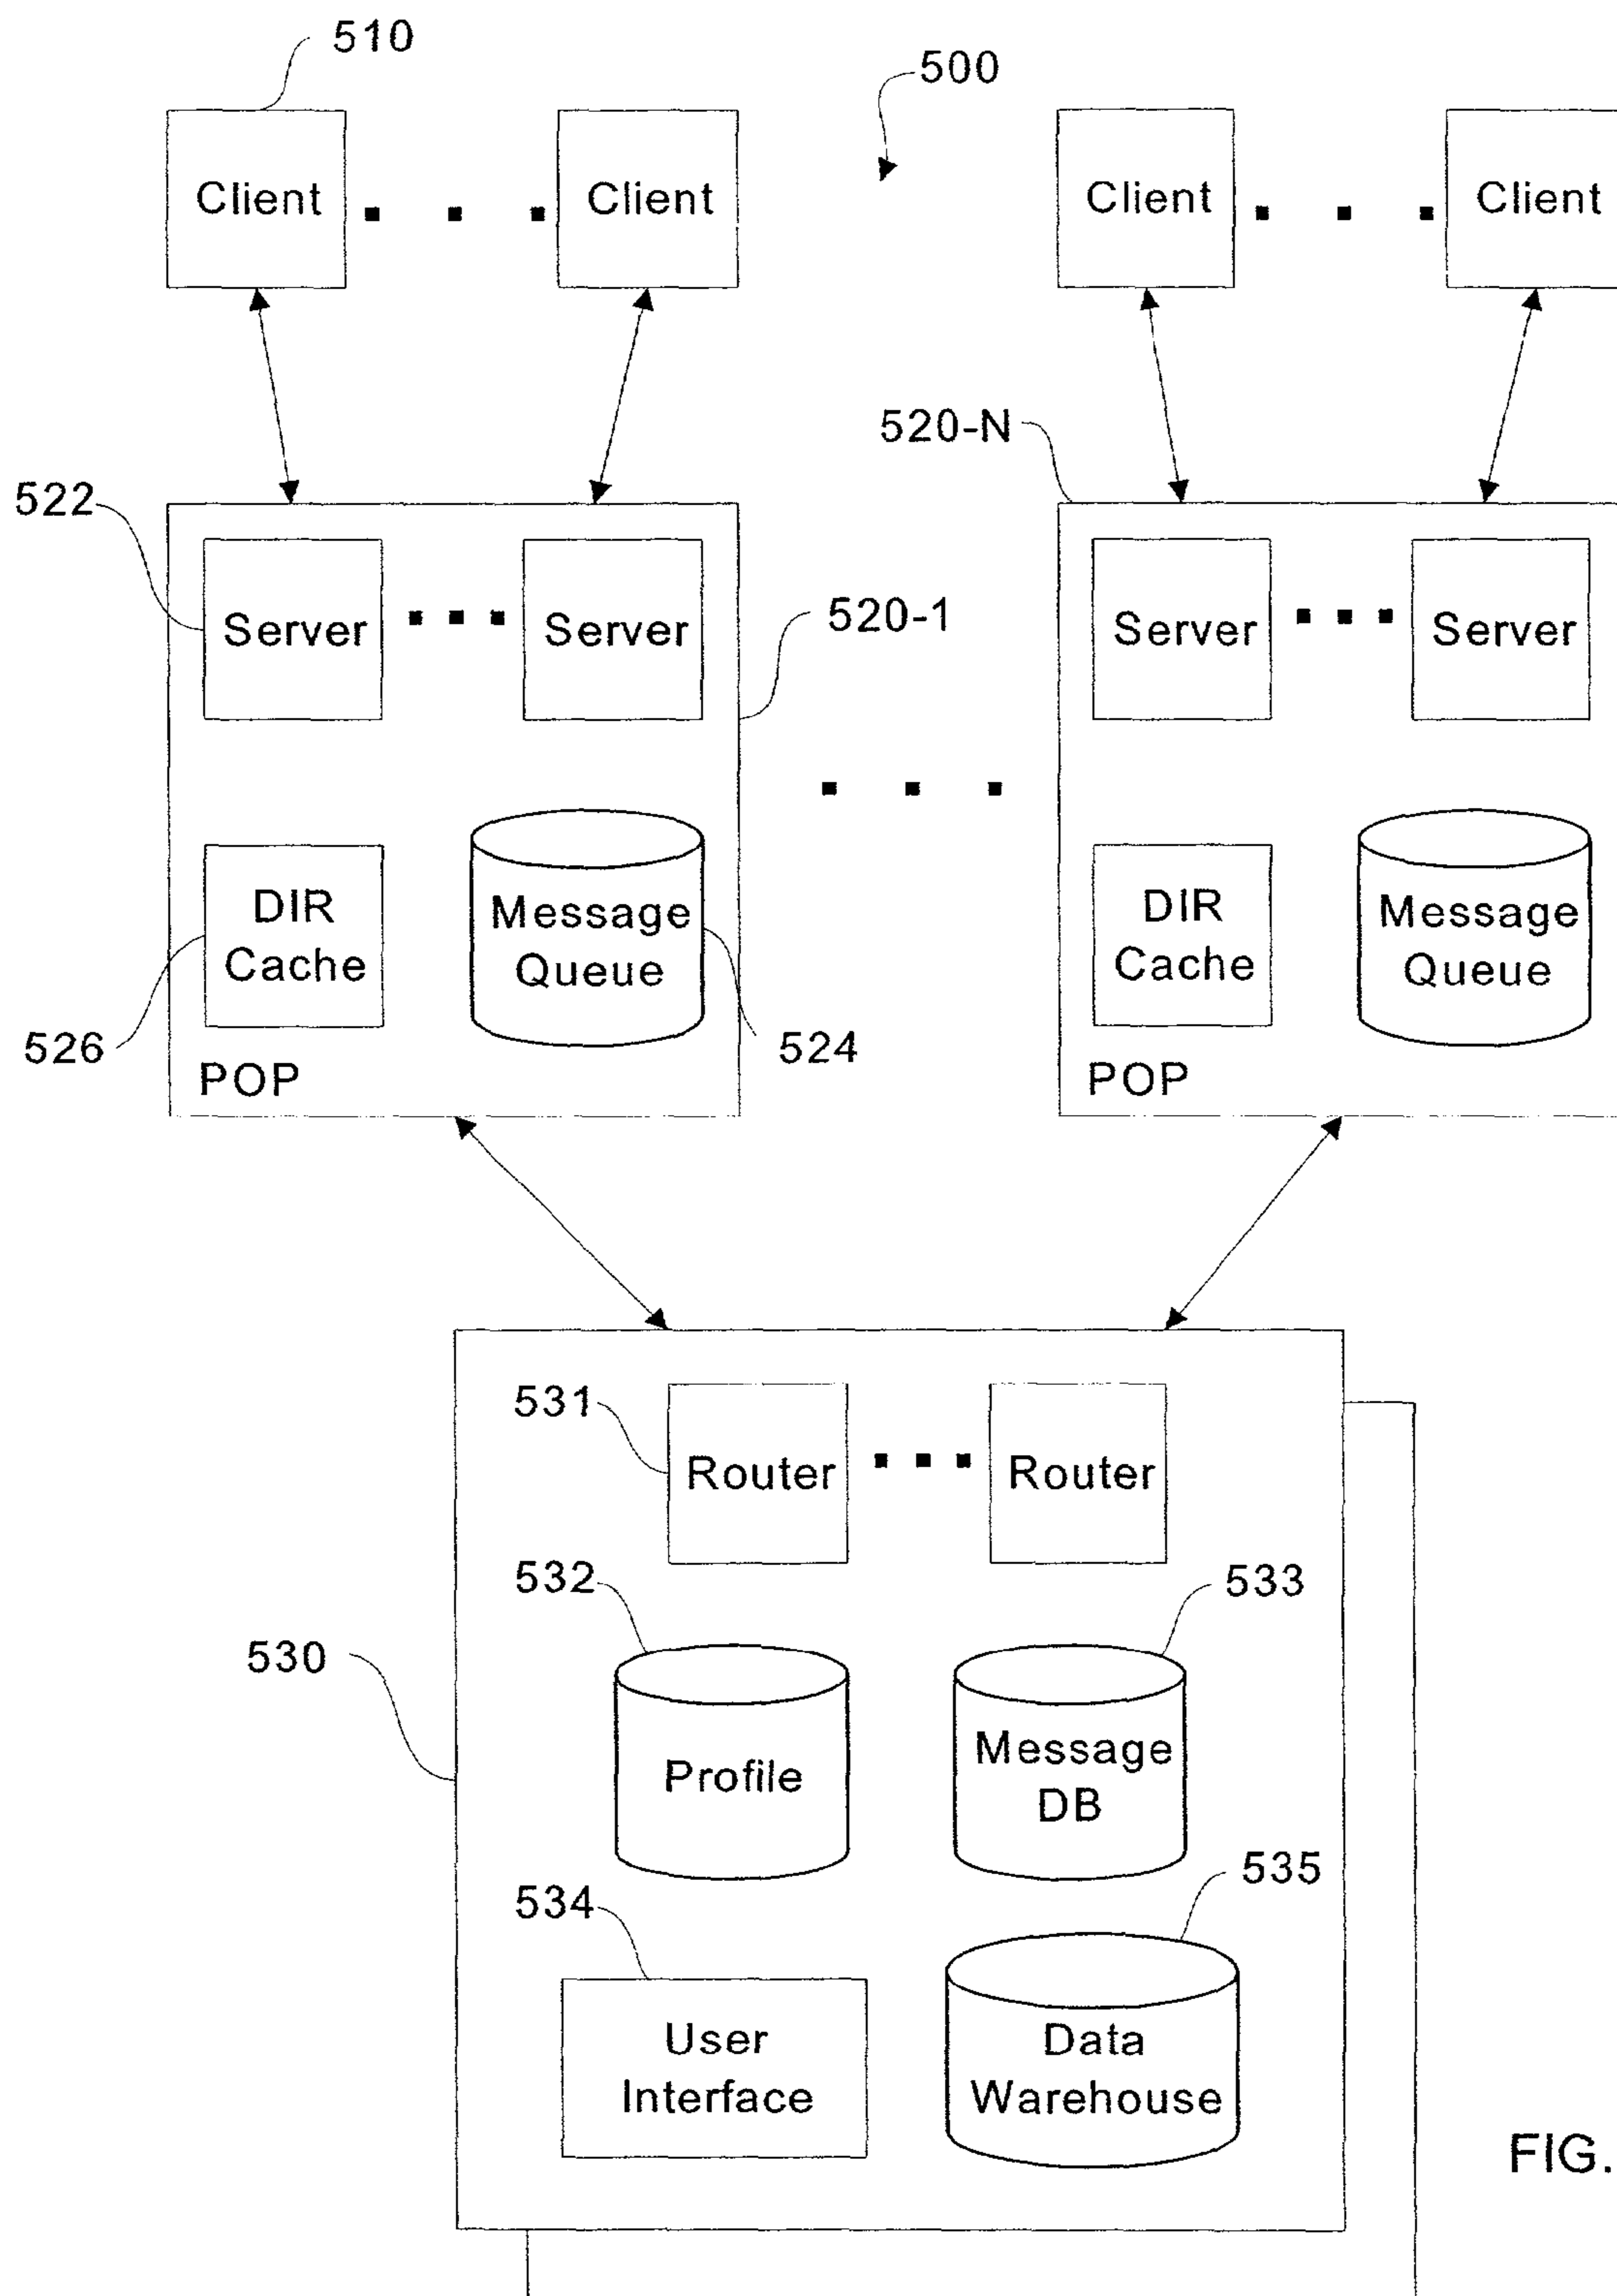 510
500
Client
Client
Client
Client
520-N
522
Server
Server
520-1
Server
Server
DIR
Cache
Message
Queue
DIR
Cache
Message
Queue
526
524
POP
POP
531
Router
Router
532
533
530
Profile
Message
DB
535
534
User
Interface
Data
Warehouse
FIG.